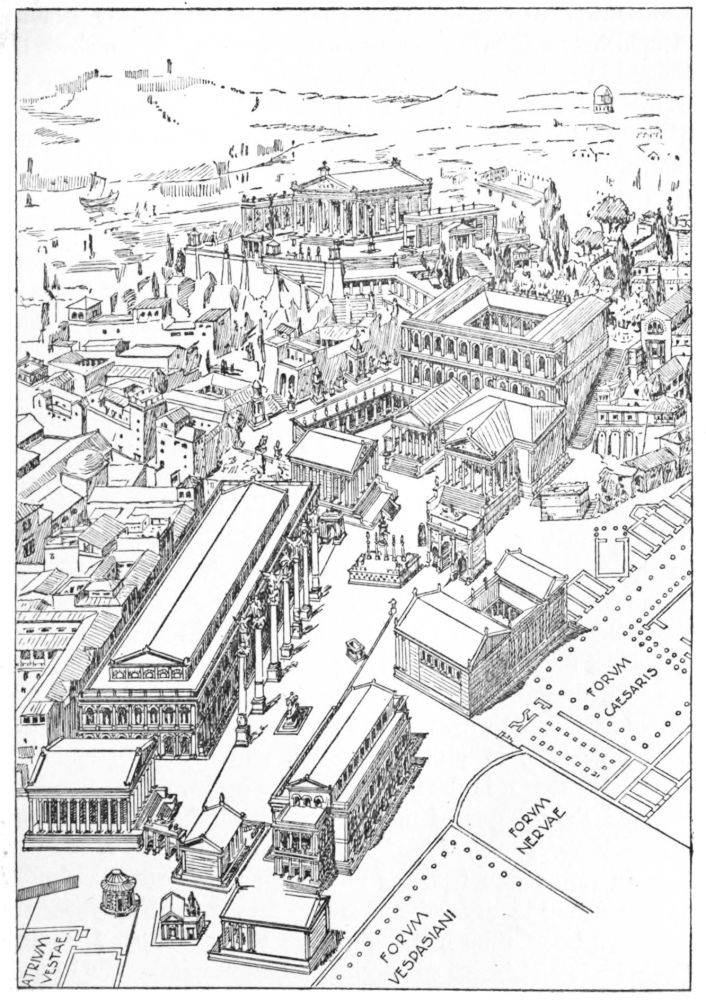 FORVM
CAESARIS
FORVM
NERVAE
FORVM
VESPASIANI
ATRIVM
VESTAE.